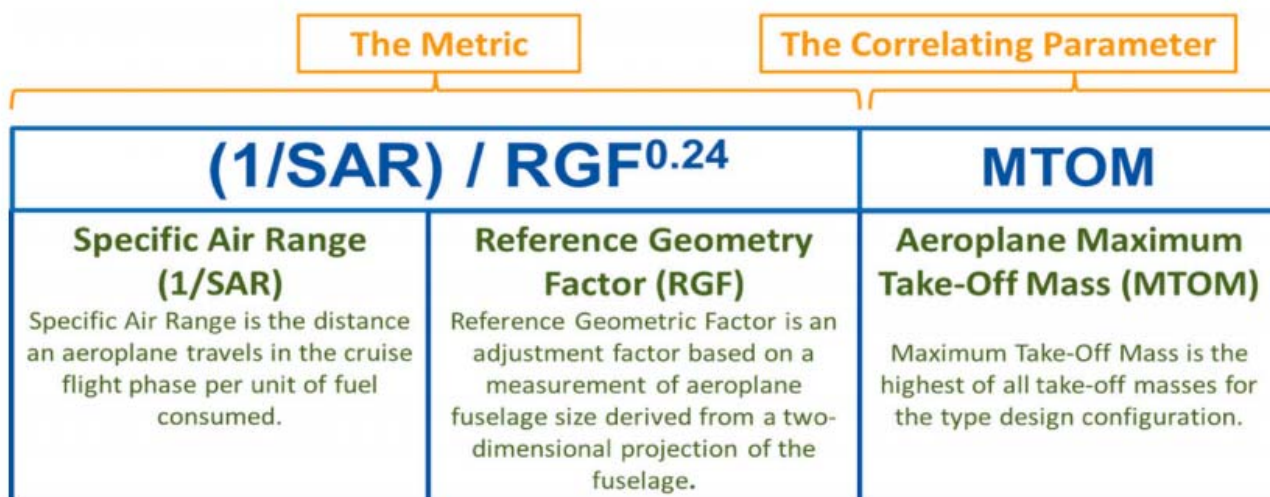 The Metric
The Correlating Parameter
(1/SAR) / RGF0.24
MTOM
Specific Air Range
(1/SAR)
Specific Air Range is the distance
an aeroplane travels in the cruise
flight phase per unit of fuel
consumed.
Reference Geometry
Factor (RGF)
Reference Geometric Factor is an
adjustment factor based on a
measurement of aeroplane
fuselage size derived from a two-
dimensional projection of the
fuselage.
Aeroplane Maximum
Take-Off Mass (MTOM)
Maximum Take-Off Mass is the
highest of all take-off masses for
the type design configuration.